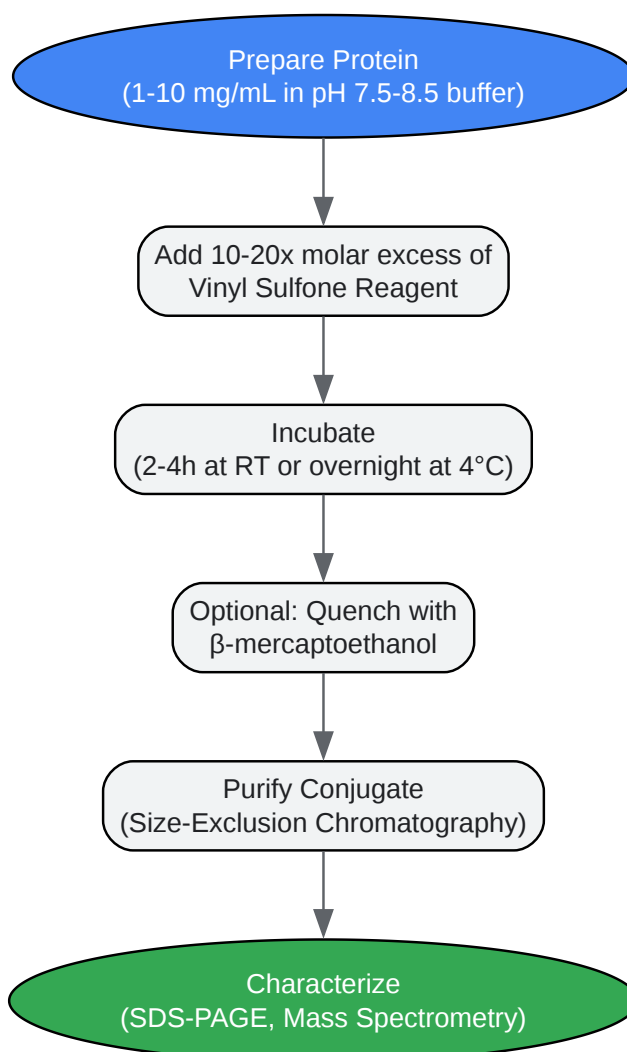 Prepare Protein
(1-10 mg/mL in pH 7.5-8.5 buffer)
Add 10-20x molar excess of
Vinyl Sulfone Reagent
Incubate
(2-4h at RT or overnight at 4°C)
Optional: Quench with
β-mercaptoethanol
Purify Conjugate
(Size-Exclusion Chromatography)
Characterize
(SDS-PAGE, Mass Spectrometry)